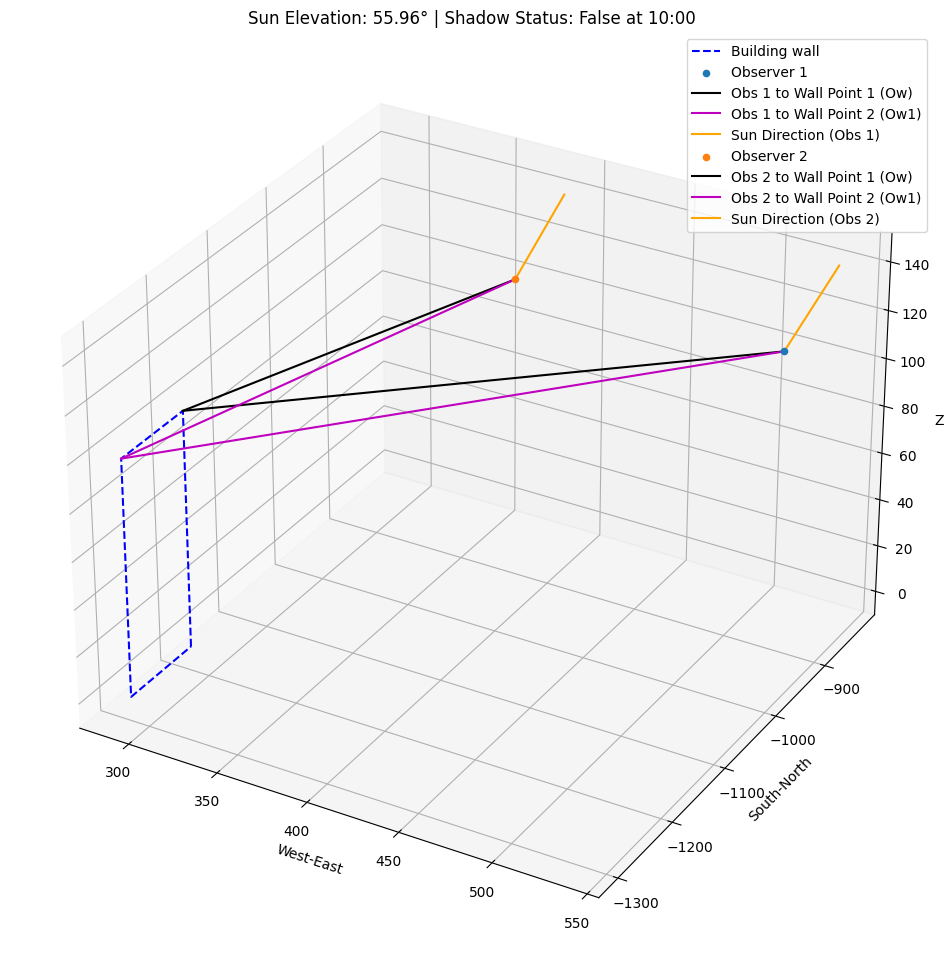 Sun Elevation: 55.96° | Shadow Status: False at 10:00
Building wall
Observer 1
Obs 1 to Wall Point 1 (Ow)
Obs 1 to Wall Point 2 (Ow1)
Sun Direction (Obs 1)
Observer 2
Obs 2 to Wall Point 1 (Ow)
Obs 2 to Wall Point 2 (Ow1)
Sun Direction (Obs 2)
140
120
100
80
Z
60
40
20
0
−900
−1000
−1100
−1200
−1300
South-North
300
350
400
450
500
550
West-East